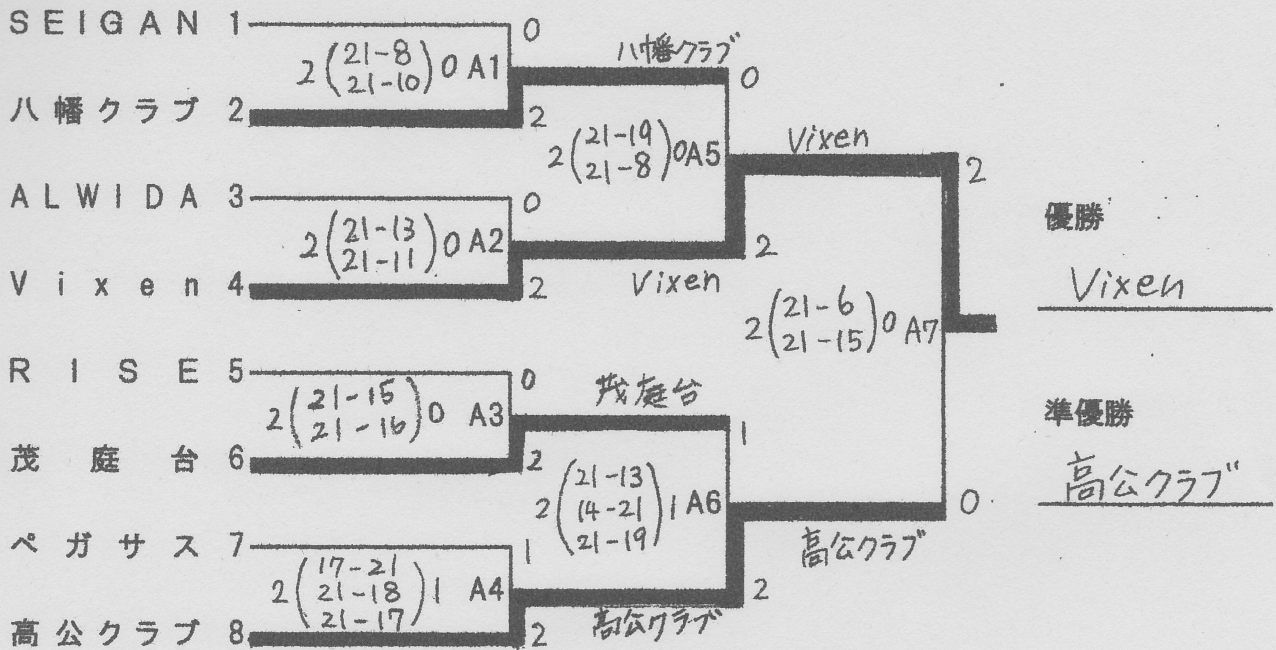 SEIGAN 1
0
八幡クラブ
2(21-8 0 A1
21-10)
0
八幡クラブ 2
2
2(21-19 0 A5
21-8)
Vixen
2
ALWIDA 3
0
優勝
2(21-13 0 A2
21-11)
2
Vixen 4
2
Vixen
Vixen
2(21-6 0 A7
21-15)
RISE 5
0
茂庭台
2(21-15 0 A3
21-16)
1
準優勝
茂庭台 6
2
2(21-13
14-21 1 A6
21-19)
高公クラブ
0
ペガサス 7
1
高公クラブ
2(17-21
21-18 1 A4
21-17)
2
高公クラブ 8
2
高公クラブ